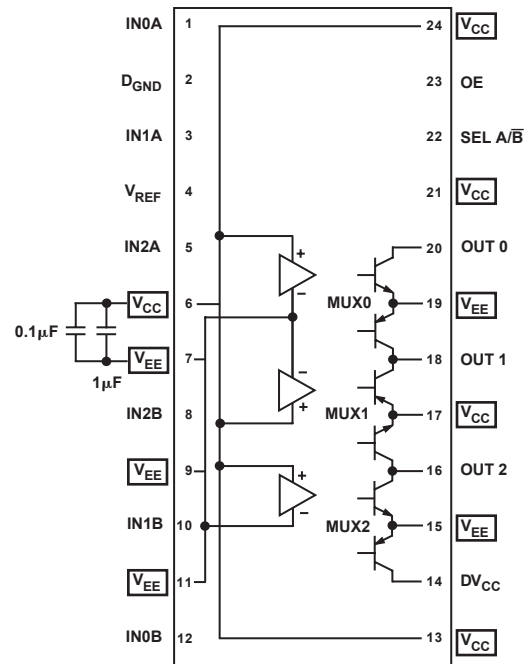 IN0A 1 24 VCC
DGND 2 23 OE
IN1A 3 22 SEL A/B̅
VREF 4 21 VCC
IN2A 5 20 OUT 0
+
VCC 6 − MUX0 19 VEE
0.1μF
VEE 7 18 OUT 1
1μF
−
IN2B 8 + MUX1 17 VCC
VEE 9 16 OUT 2
+
IN1B 10 − MUX2 15 VEE
VEE 11 14 DVCC
IN0B 12 13 VCC